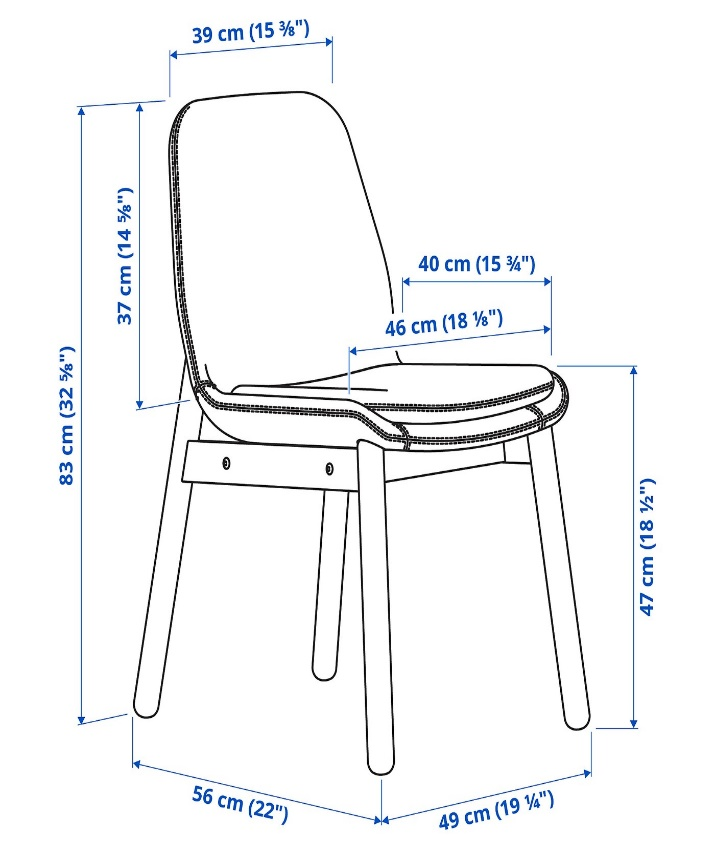 39 cm (15 ⅜")
37 cm (14 ⅝")
40 cm (15 ¾")
46 cm (18 ⅛")
83 cm (32 ⅝")
47 cm (18 ½")
56 cm (22")
49 cm (19 ¼")